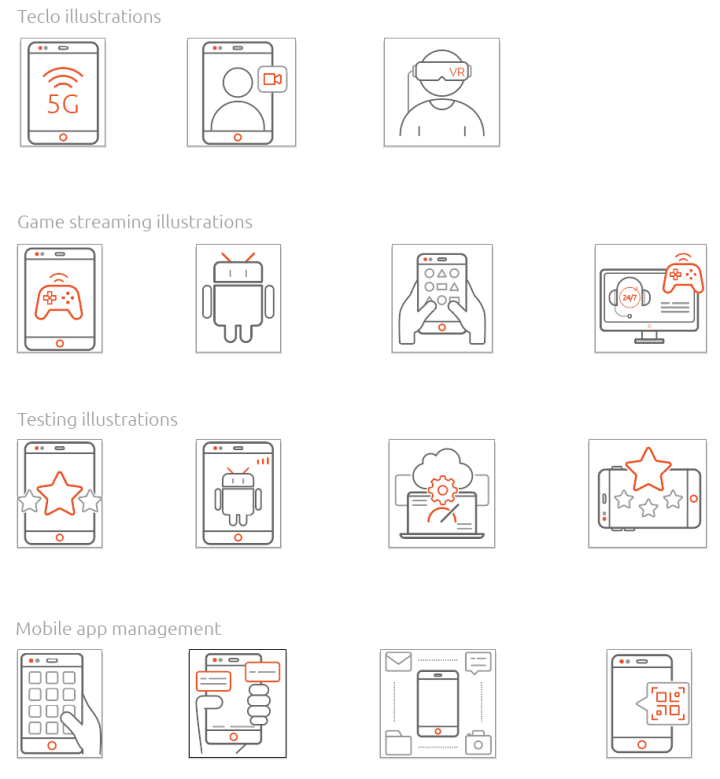 Teclo illustrations
5G
VR
Game streaming illustrations
24/7
Testing illustrations
Mobile app management